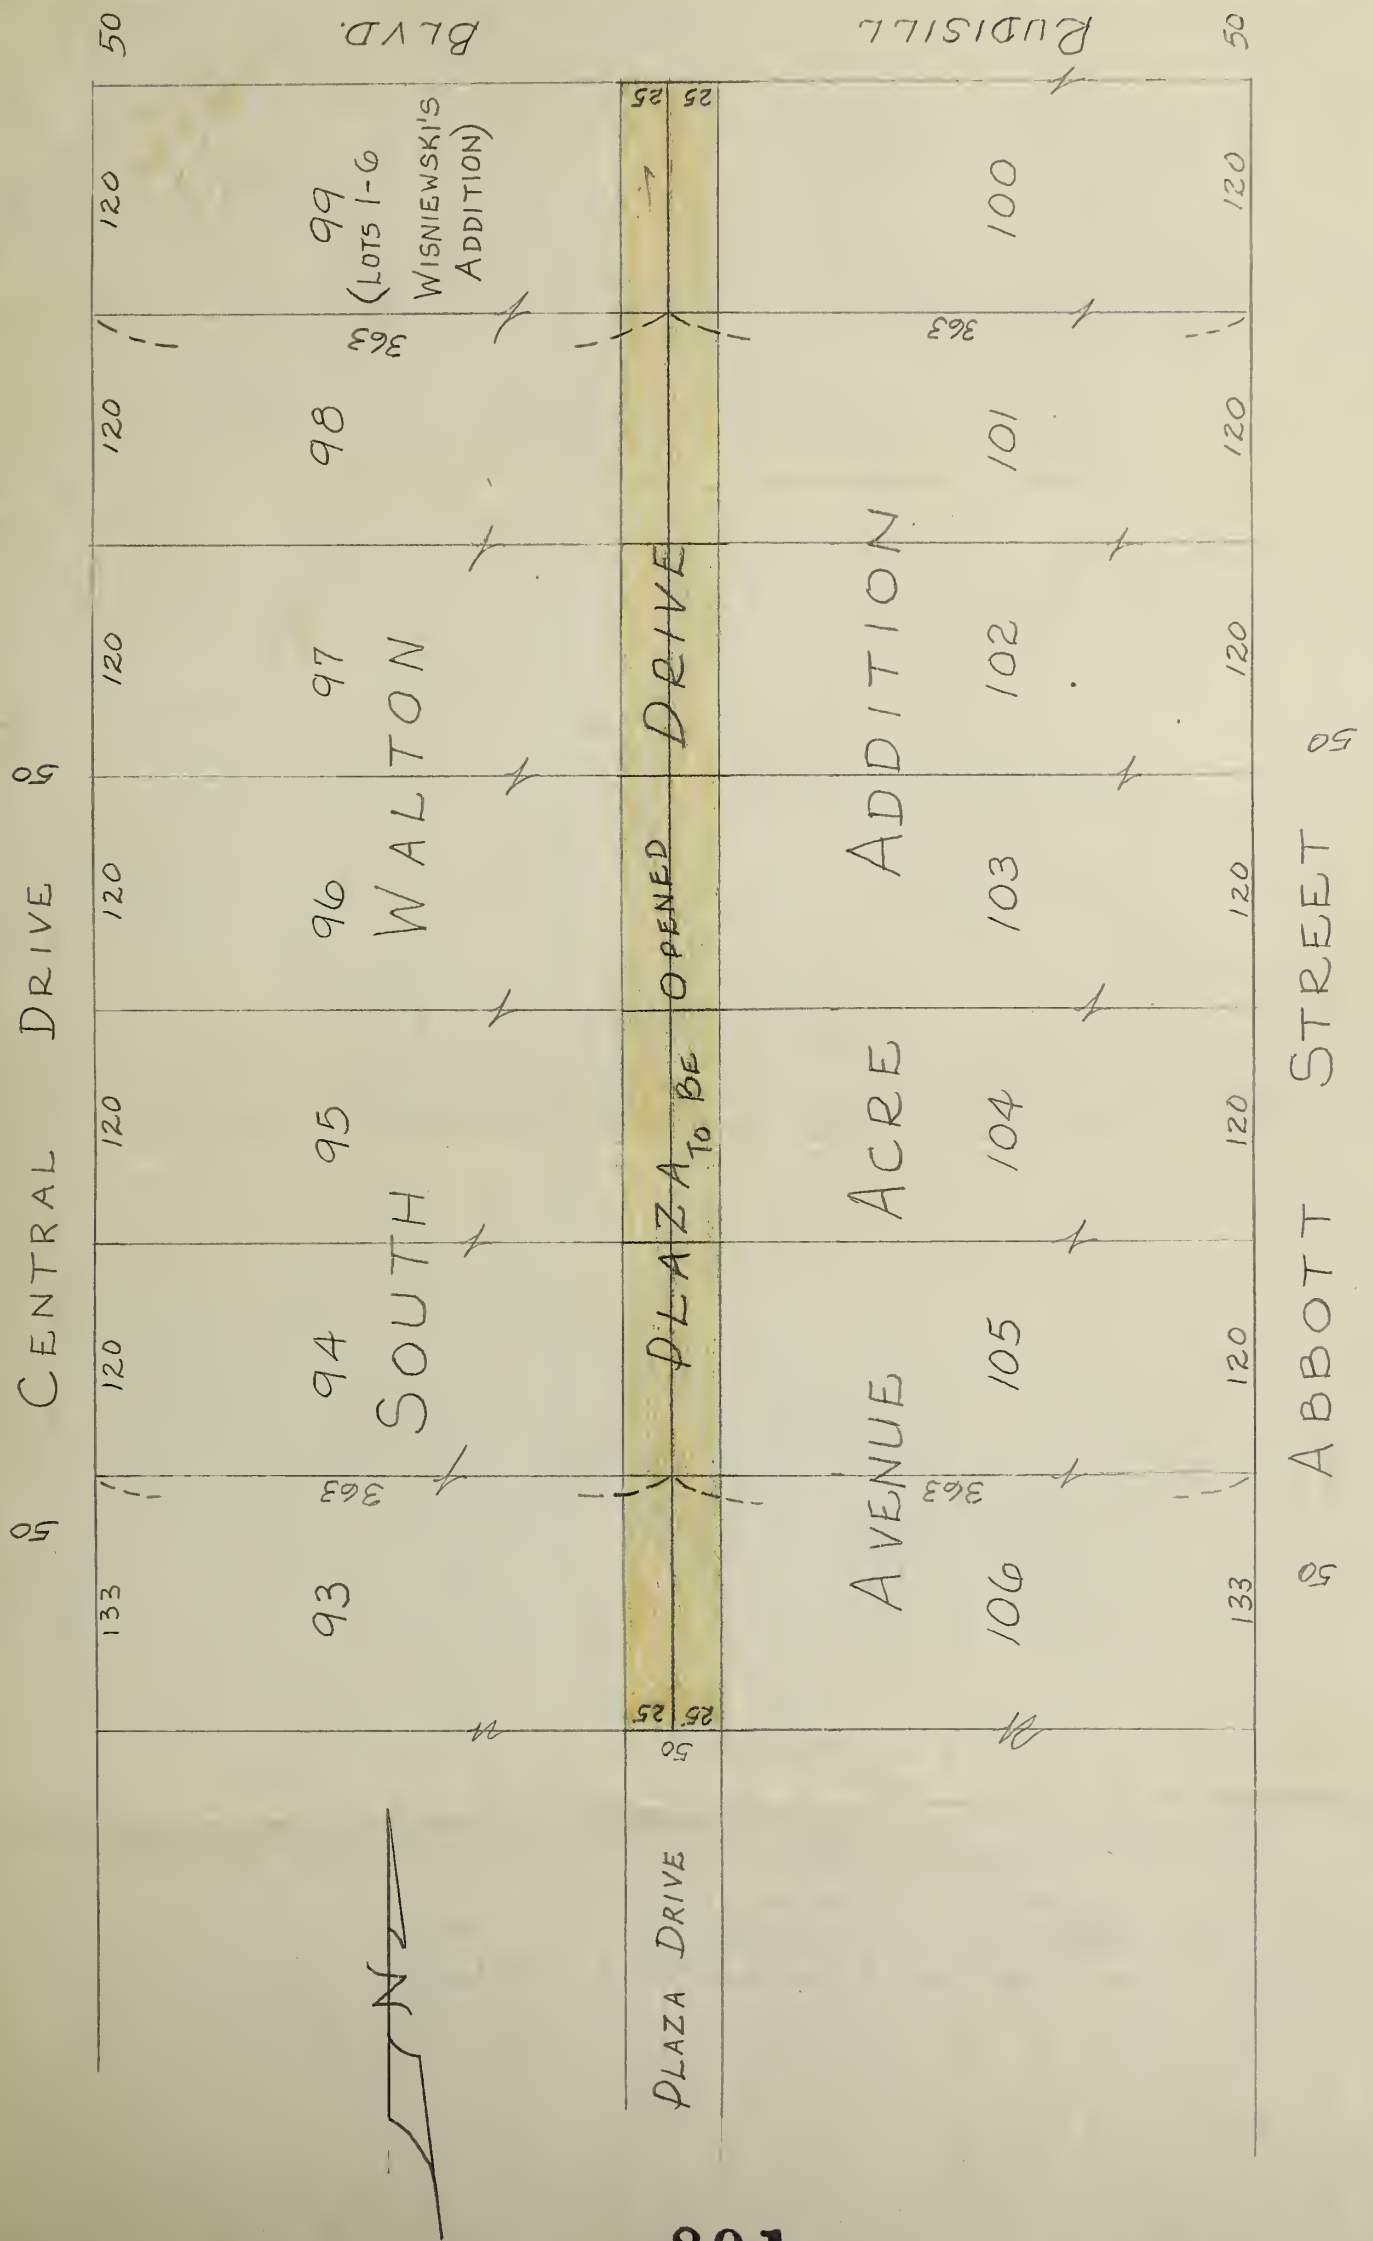 50 CENTRAL DRIVE 50
133 120 120 120 120 120 120 50
93 94 95 96 97 98 99
(LOTS 1-6
WISNIEWSKI'S
ADDITION)
363 363
SOUTH WALTON
BLVD.
N
25 25
PLAZA DRIVE
TO BE OPENED
25 25
50
PLAZA DRIVE
AVENUE ACRE ADDITION
RUDISILL
363 363
106 105 104 103 102 101 100
133 120 120 120 120 120 120 50
50 ABBOTT STREET 50